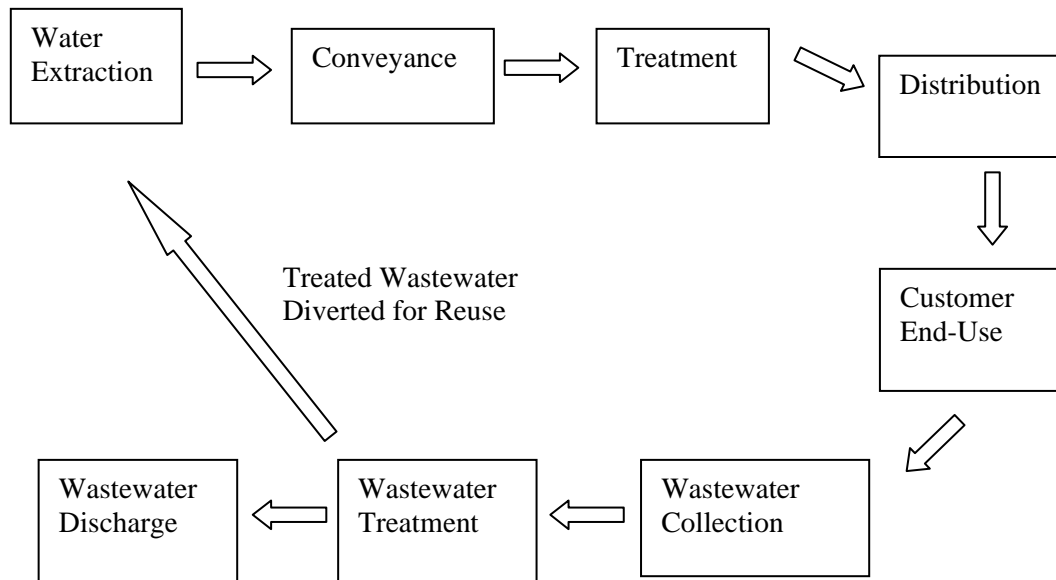 Water
Extraction
Conveyance
Treatment
Distribution
Customer
End-Use
Treated Wastewater
Diverted for Reuse
Wastewater
Discharge
Wastewater
Treatment
Wastewater
Collection